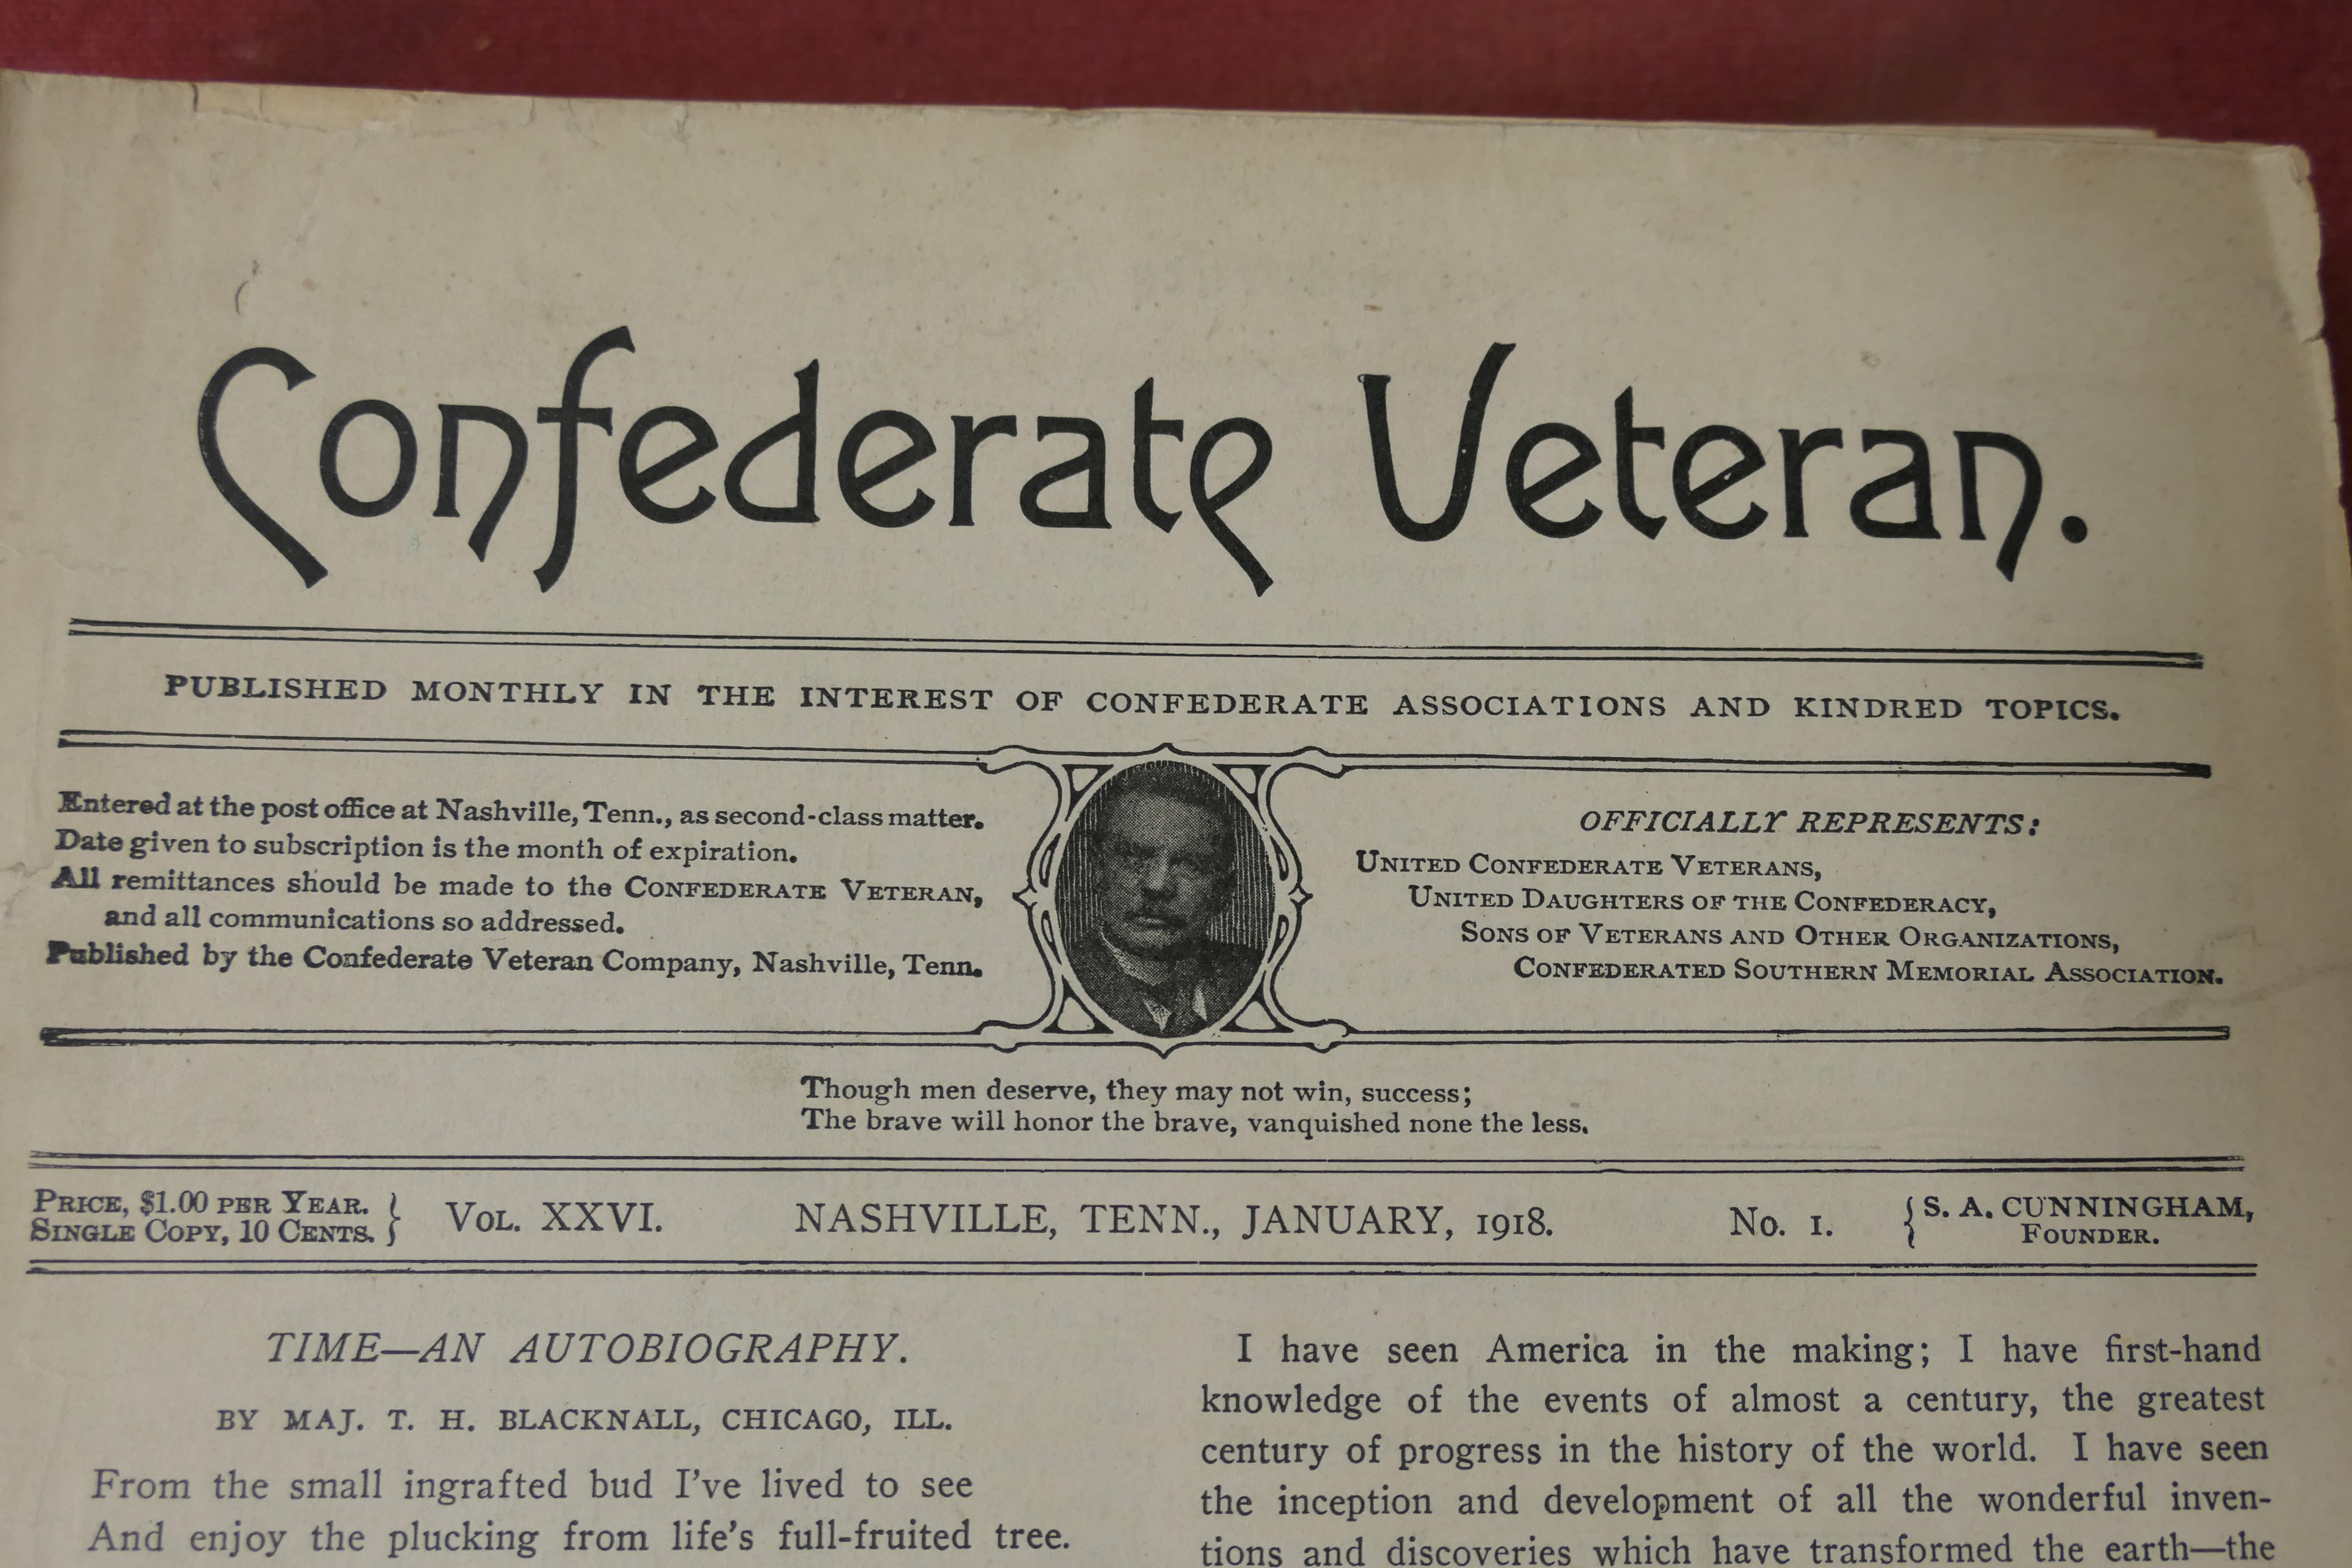 Confederate Veteran.
PUBLISHED MONTHLY IN THE INTEREST OF CONFEDERATE ASSOCIATIONS AND KINDRED TOPICS.
Entered at the post office at Nashville, Tenn., as second-class matter.
Date given to subscription is the month of expiration.
All remittances should be made to the CONFEDERATE VETERAN,
and all communications so addressed.
Published by the Confederate Veteran Company, Nashville, Tenn.
OFFICIALLY REPRESENTS:
UNITED CONFEDERATE VETERANS,
UNITED DAUGHTERS OF THE CONFEDERACY,
SONS OF VETERANS AND OTHER ORGANIZATIONS,
CONFEDERATED SOUTHERN MEMORIAL ASSOCIATION.
Though men deserve, they may not win, success;
The brave will honor the brave, vanquished none the less.
PRICE, $1.00 PER YEAR.
SINGLE COPY, 10 CENTS.
VOL. XXVI.
NASHVILLE, TENN., JANUARY, 1918.
No. 1.
S. A. CUNNINGHAM,
FOUNDER.
TIME—AN AUTOBIOGRAPHY.
BY MAJ. T. H. BLACKNALL, CHICAGO, ILL.
From the small ingrafted bud I've lived to see
And enjoy the plucking from life's full-fruited tree.
I have seen America in the making; I have first-hand
knowledge of the events of almost a century, the greatest
century of progress in the history of the world. I have seen
the inception and development of all the wonderful inven-
tions and discoveries which have transformed the earth—the